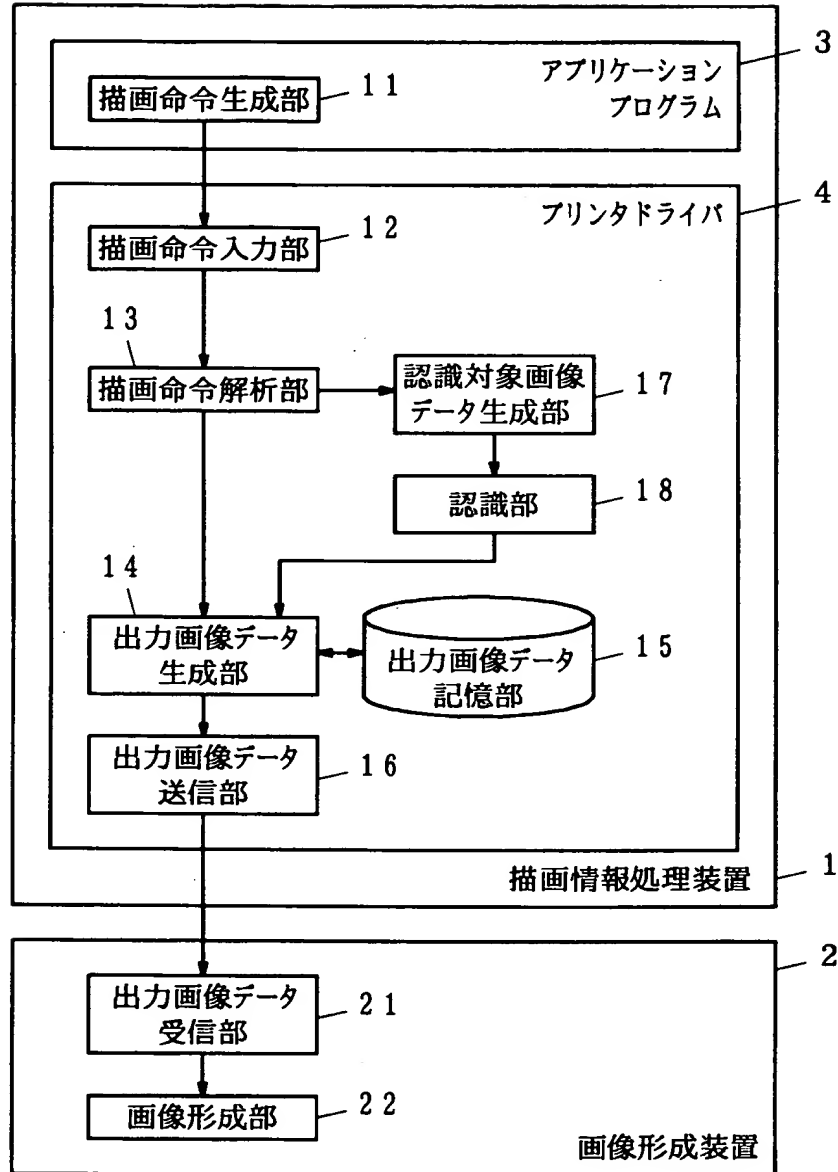 3
アプリケーション
プログラム
描画命令生成部
11
4
プリンタドライバ
描画命令入力部
12
13
描画命令解析部
認識対象画像
データ生成部
17
認識部
18
14
出力画像データ
生成部
出力画像データ
記憶部
15
出力画像データ
送信部
16
描画情報処理装置
1
2
出力画像データ
受信部
21
画像形成部
22
画像形成装置